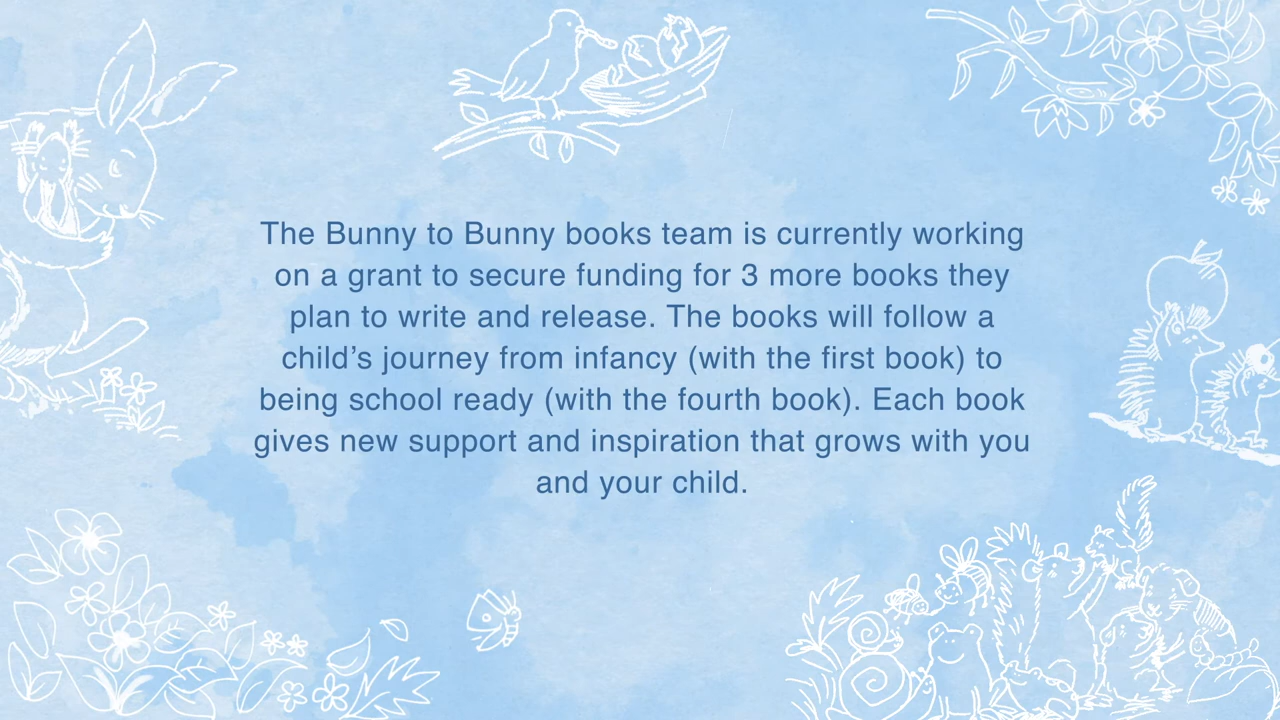 The Bunny to Bunny books team is currently working
on a grant to secure funding for 3 more books they
plan to write and release. The books will follow a
child’s journey from infancy (with the first book) to
being school ready (with the fourth book). Each book
gives new support and inspiration that grows with you
and your child.